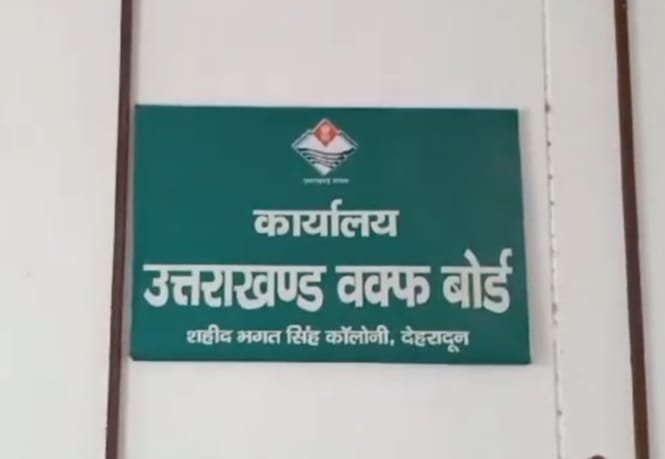 कार्यालय
उत्तराखण्ड वक्फ बोर्ड
शहीद भगत सिंह कॉलोनी, देहरादून